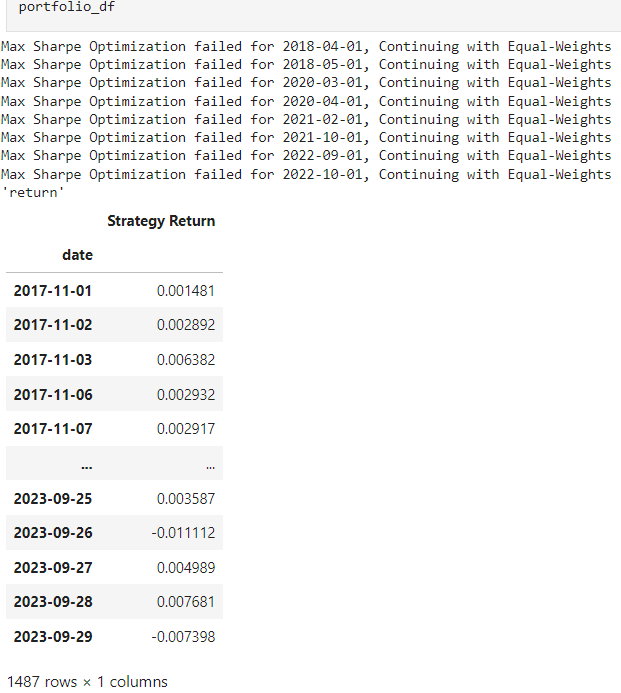 portfolio_df
Max Sharpe Optimization failed for 2018-04-01, Continuing with Equal-Weights
Max Sharpe Optimization failed for 2018-05-01, Continuing with Equal-Weights
Max Sharpe Optimization failed for 2020-03-01, Continuing with Equal-Weights
Max Sharpe Optimization failed for 2020-04-01, Continuing with Equal-Weights
Max Sharpe Optimization failed for 2021-02-01, Continuing with Equal-Weights
Max Sharpe Optimization failed for 2021-10-01, Continuing with Equal-Weights
Max Sharpe Optimization failed for 2022-09-01, Continuing with Equal-Weights
Max Sharpe Optimization failed for 2022-10-01, Continuing with Equal-Weights
'return'
Strategy Return
date
2017-11-01 0.001481
2017-11-02 0.002892
2017-11-03 0.006382
2017-11-06 0.002932
2017-11-07 0.002917
... ...
2023-09-25 0.003587
2023-09-26 -0.011112
2023-09-27 0.004989
2023-09-28 0.007681
2023-09-29 -0.007398
1487 rows × 1 columns